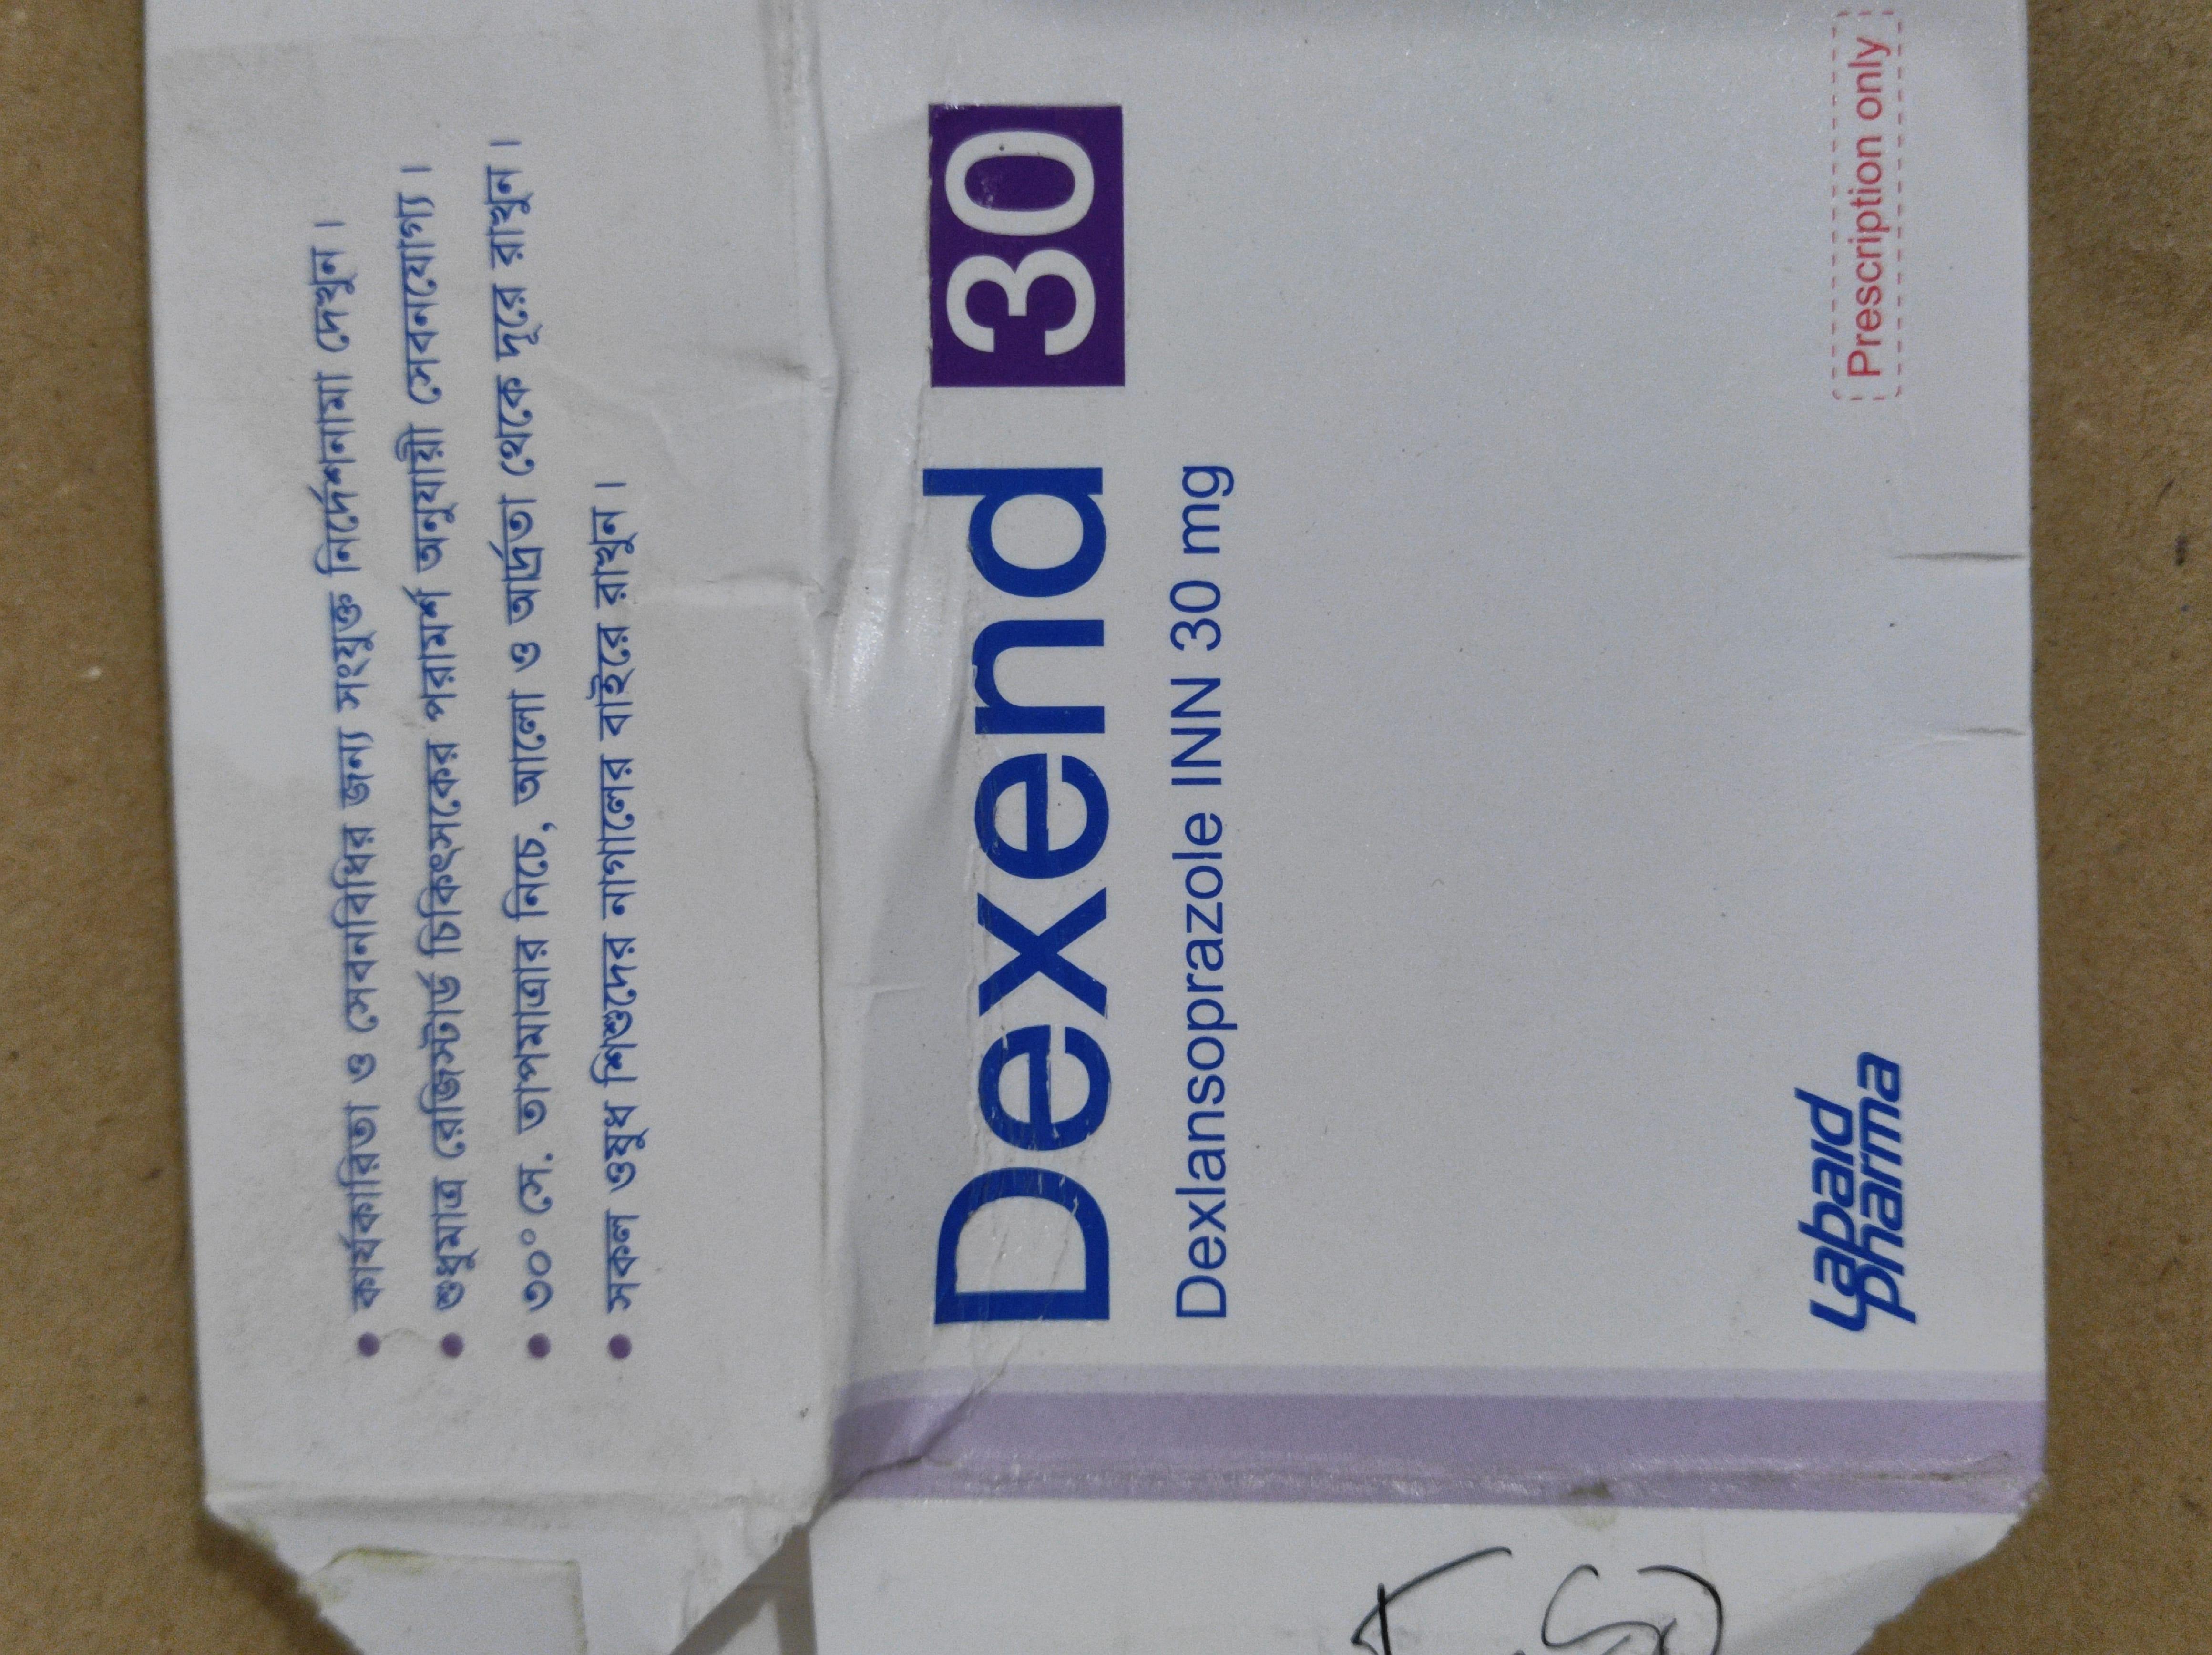 • কার্যকারিতা ও সেবনবিধির জন্য সংযুক্ত নির্দেশনামা দেখুন।
• শুধুমাত্র রেজিস্টার্ড চিকিৎসকের পরামর্শ অনুযায়ী সেবনযোগ্য।
• ৩০° সে. তাপমাত্রার নিচে, আলো ও আর্দ্রতা থেকে দূরে রাখুন।
• সকল ওষুধ শিশুদের নাগালের বাইরে রাখুন।
Dexend 30
Dexlansoprazole INN 30 mg
Labaid
Pharma
Prescription only